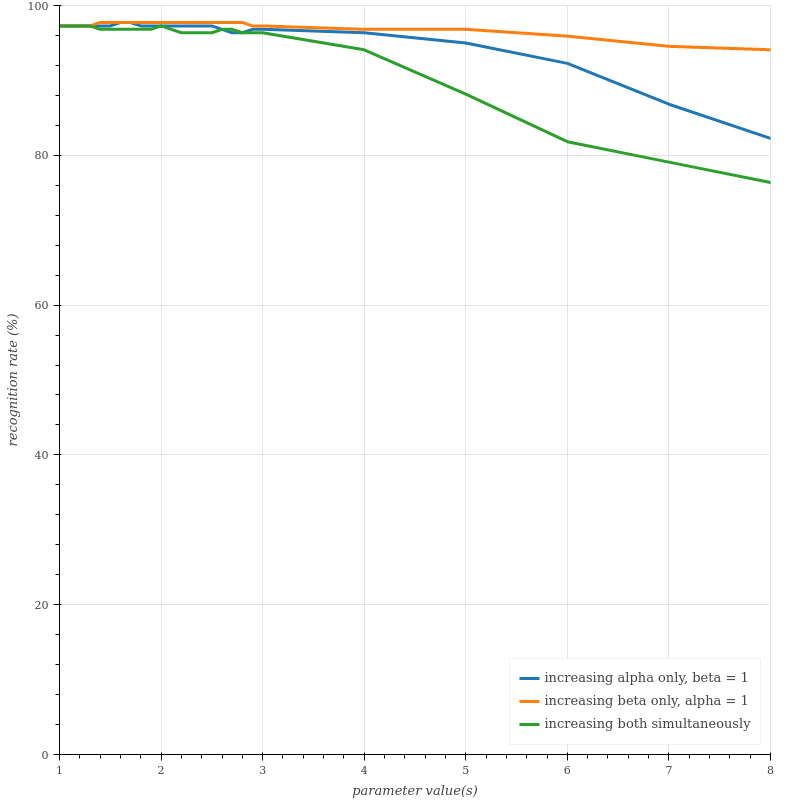 100
80
60
40
20
0
recognition rate (%)
1 2 3 4 5 6 7 8
parameter value(s)
increasing alpha only, beta = 1
increasing beta only, alpha = 1
increasing both simultaneously